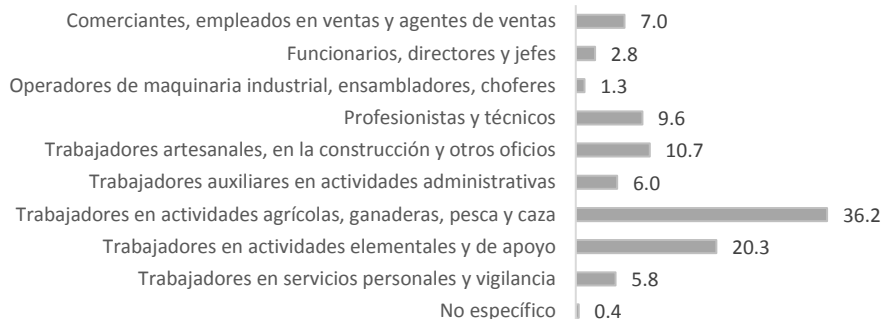 Comerciantes, empleados en ventas y agentes de ventas 7.0
Funcionarios, directores y jefes 2.8
Operadores de maquinaria industrial, ensambladores, choferes 1.3
Profesionistas y técnicos 9.6
Trabajadores artesanales, en la construcción y otros oficios 10.7
Trabajadores auxiliares en actividades administrativas 6.0
Trabajadores en actividades agrícolas, ganaderas, pesca y caza 36.2
Trabajadores en actividades elementales y de apoyo 20.3
Trabajadores en servicios personales y vigilancia 5.8
No específico 0.4